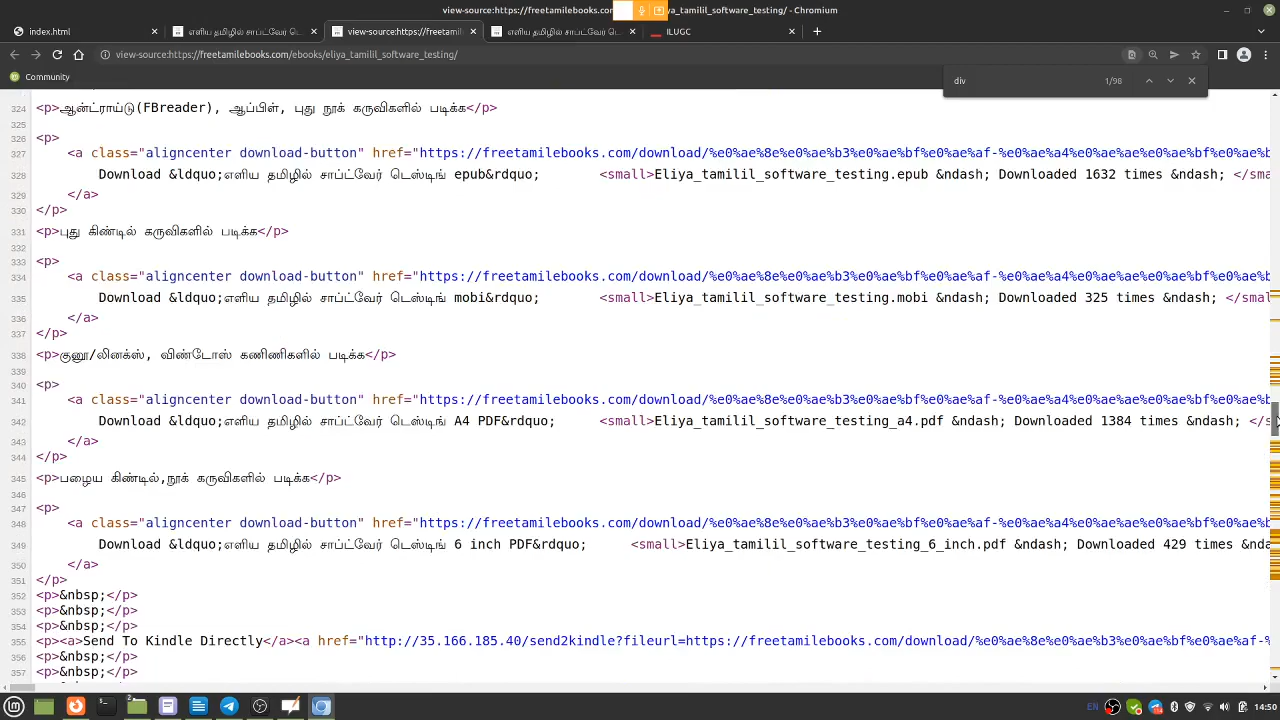 view-source:https://freetamilebooks.com ya_tamilil_software_testing/ - Chromium
index.html
எளிய தமிழில் சாப்ட்வேர் டெ
view-source:https://freetamil
எளிய தமிழில் சாப்ட்வேர் டெ
ILUGC
view-source:https://freetamilebooks.com/ebooks/eliya_tamilil_software_testing/
Community
div 1/98
324 <p>ஆன்ட்ராய்டு(FBreader), ஆப்பிள், புது நூக் கருவிகளில் படிக்க</p>
325
326 <p>
327 <a class="aligncenter download-button" href="https://freetamilebooks.com/download/%e0%ae%8e%e0%ae%b3%e0%ae%bf%e0%ae%af-%e0%ae%a4%e0%ae%ae%e0%ae%bf%e0%ae%b
328 Download &ldquo;எளிய தமிழில் சாப்ட்வேர் டெஸ்டிங் epub&rdquo; <small>Eliya_tamilil_software_testing.epub &ndash; Downloaded 1632 times &ndash; </sma
329 </a>
330 </p>
331 <p>புது கிண்டில் கருவிகளில் படிக்க</p>
332
333 <p>
334 <a class="aligncenter download-button" href="https://freetamilebooks.com/download/%e0%ae%8e%e0%ae%b3%e0%ae%bf%e0%ae%af-%e0%ae%a4%e0%ae%ae%e0%ae%bf%e0%ae%b
335 Download &ldquo;எளிய தமிழில் சாப்ட்வேர் டெஸ்டிங் mobi&rdquo; <small>Eliya_tamilil_software_testing.mobi &ndash; Downloaded 325 times &ndash; </smal
336 </a>
337 </p>
338 <p>குனூ/லினக்ஸ், விண்டோஸ் கணிணிகளில் படிக்க</p>
339
340 <p>
341 <a class="aligncenter download-button" href="https://freetamilebooks.com/download/%e0%ae%8e%e0%ae%b3%e0%ae%bf%e0%ae%af-%e0%ae%a4%e0%ae%ae%e0%ae%bf%e0%ae%b
342 Download &ldquo;எளிய தமிழில் சாப்ட்வேர் டெஸ்டிங் A4 PDF&rdquo; <small>Eliya_tamilil_software_testing_a4.pdf &ndash; Downloaded 1384 times &ndash; </s
343 </a>
344 </p>
345 <p>பழைய கிண்டில்,நூக் கருவிகளில் படிக்க</p>
346
347 <p>
348 <a class="aligncenter download-button" href="https://freetamilebooks.com/download/%e0%ae%8e%e0%ae%b3%e0%ae%bf%e0%ae%af-%e0%ae%a4%e0%ae%ae%e0%ae%bf%e0%ae%b
349 Download &ldquo;எளிய தமிழில் சாப்ட்வேர் டெஸ்டிங் 6 inch PDF&rdquo; <small>Eliya_tamilil_software_testing_6_inch.pdf &ndash; Downloaded 429 times &nda
350 </a>
351 </p>
352 <p>&nbsp;</p>
353 <p>&nbsp;</p>
354 <p>&nbsp;</p>
355 <p><a>Send To Kindle Directly</a><a href="http://35.166.185.40/send2kindle?fileurl=https://freetamilebooks.com/download/%e0%ae%8e%e0%ae%b3%e0%ae%bf%e0%ae%af-%
356 <p>&nbsp;</p>
357 <p>&nbsp;</p>
EN 14:50